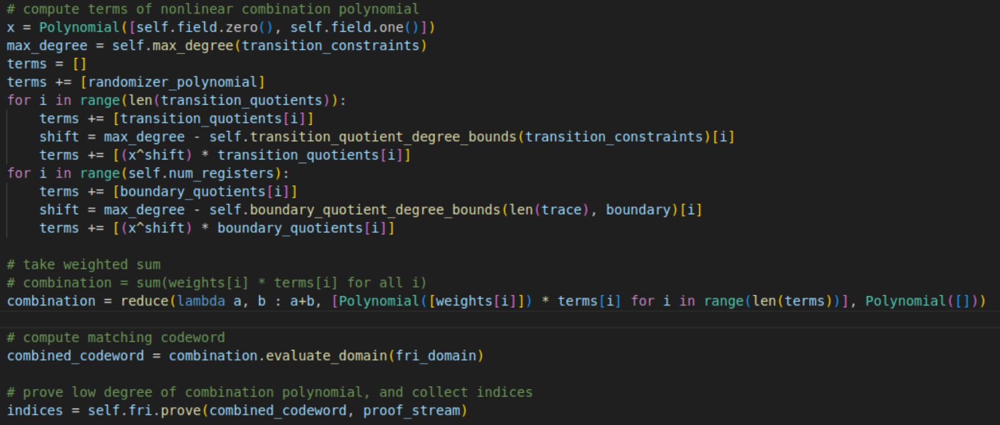 # compute terms of nonlinear combination polynomial
x = Polynomial([self.field.zero(), self.field.one()])
max_degree = self.max_degree(transition_constraints)
terms = []
terms += [randomizer_polynomial]
for i in range(len(transition_quotients)):
    terms += [transition_quotients[i]]
    shift = max_degree - self.transition_quotient_degree_bounds(transition_constraints)[i]
    terms += [(x^shift) * transition_quotients[i]]
for i in range(self.num_registers):
    terms += [boundary_quotients[i]]
    shift = max_degree - self.boundary_quotient_degree_bounds(len(trace), boundary)[i]
    terms += [(x^shift) * boundary_quotients[i]]

# take weighted sum
# combination = sum(weights[i] * terms[i] for all i)
combination = reduce(lambda a, b : a+b, [Polynomial([weights[i]]) * terms[i] for i in range(len(terms))], Polynomial([]))

# compute matching codeword
combined_codeword = combination.evaluate_domain(fri_domain)

# prove low degree of combination polynomial, and collect indices
indices = self.fri.prove(combined_codeword, proof_stream)